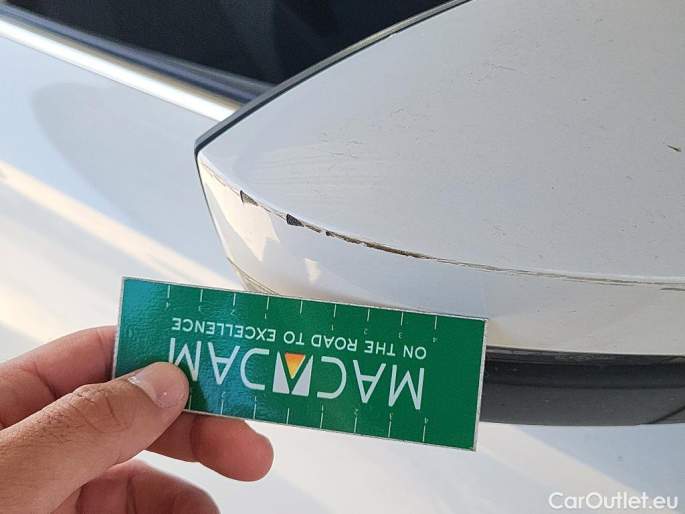 MACADAM
ON THE ROAD TO EXCELLENCE
CarOutlet.eu